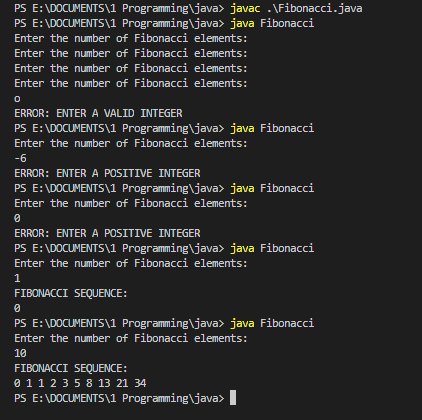 PS E:\DOCUMENTS\1 Programming\java> javac .\Fibonacci.java
PS E:\DOCUMENTS\1 Programming\java> java Fibonacci
Enter the number of Fibonacci elements:
Enter the number of Fibonacci elements:
Enter the number of Fibonacci elements:
Enter the number of Fibonacci elements:
o
ERROR: ENTER A VALID INTEGER
PS E:\DOCUMENTS\1 Programming\java> java Fibonacci
Enter the number of Fibonacci elements:
-6
ERROR: ENTER A POSITIVE INTEGER
PS E:\DOCUMENTS\1 Programming\java> java Fibonacci
Enter the number of Fibonacci elements:
0
ERROR: ENTER A POSITIVE INTEGER
PS E:\DOCUMENTS\1 Programming\java> java Fibonacci
Enter the number of Fibonacci elements:
1
FIBONACCI SEQUENCE:
0
PS E:\DOCUMENTS\1 Programming\java> java Fibonacci
Enter the number of Fibonacci elements:
10
FIBONACCI SEQUENCE:
0 1 1 2 3 5 8 13 21 34
PS E:\DOCUMENTS\1 Programming\java>